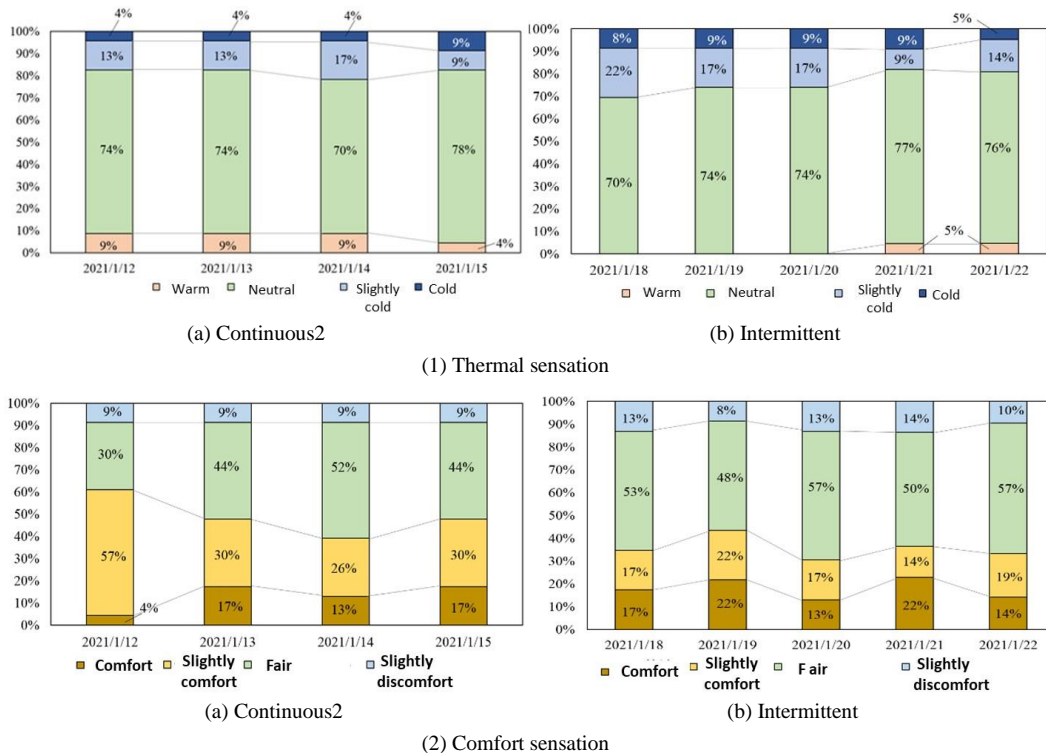 4% 4% 4%
100%
90%
80%
70%
60%
50%
40%
30%
20%
10%
0%
13% 13% 17% 9%
9%
74% 74% 70% 78%
9% 9% 9% 4%
2021/1/12 2021/1/13 2021/1/14 2021/1/15
Warm Neutral Slightly cold Cold
(a) Continuous2
5%
100%
90%
80%
70%
60%
50%
40%
30%
20%
10%
0%
8% 9% 9% 9%
22% 17% 17% 9% 14%
70% 74% 74% 77% 76%
5%
2021/1/18 2021/1/19 2021/1/20 2021/1/21 2021/1/22
Warm Neutral Slightly cold Cold
(b) Intermittent
(1) Thermal sensation
100%
90%
80%
70%
60%
50%
40%
30%
20%
10%
0%
9% 9% 9% 9%
30% 44% 52% 44%
57% 30% 26% 30%
4% 17% 13% 17%
2021/1/12 2021/1/13 2021/1/14 2021/1/15
Comfort Slightly comfort Fair Slightly discomfort
(a) Continuous2
100%
90%
80%
70%
60%
50%
40%
30%
20%
10%
0%
13% 8% 13% 14% 10%
53% 48% 57% 50% 57%
17% 22% 17% 14% 19%
17% 22% 13% 22% 14%
2021/1/18 2021/1/19 2021/1/20 2021/1/21 2021/1/22
Comfort Slightly comfort F air Slightly discomfort
(b) Intermittent
(2) Comfort sensation